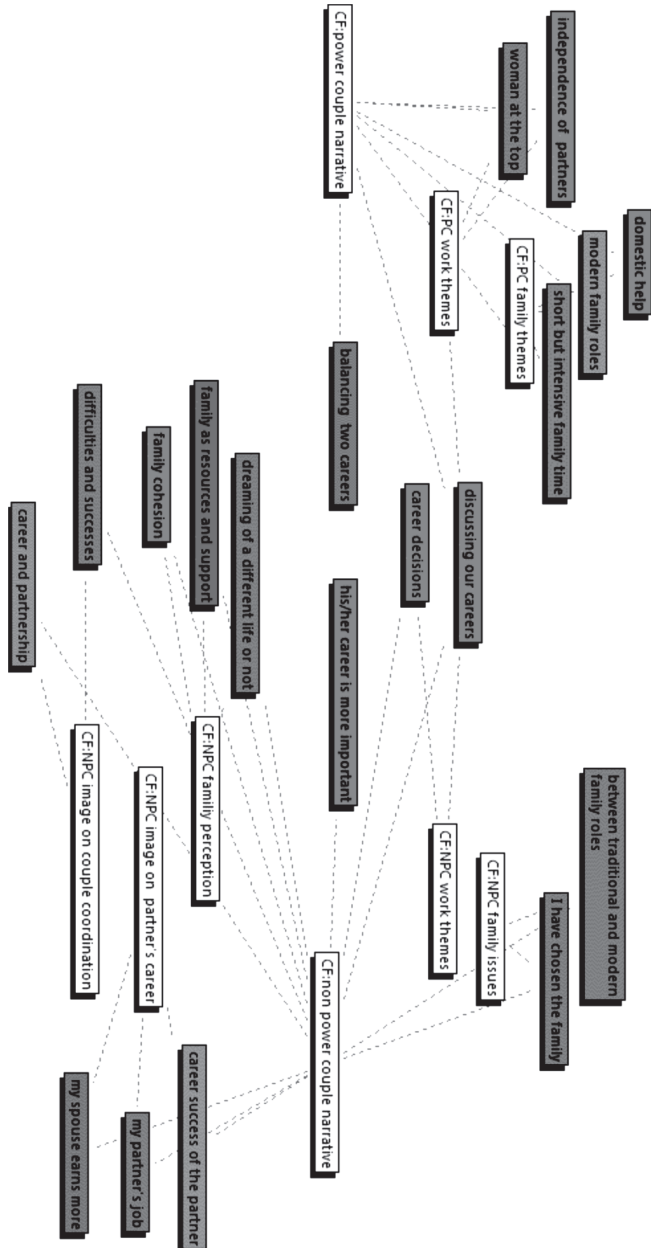 domestic help
modern family roles
independence of  partners
short but intensive family time
CF:PC family themes
woman at the top
CF:PC work themes
CF:power couple narrative
balancing  two careers
discussing our careers
career decisions
his/her career is more important
between traditional and modern
family roles
I have chosen the family
CF:NPC family issues
CF:NPC work themes
CF:non power couple narrative
dreaming of a different life or not
family as resources and support
family cohesion
difficulties and successes
career and partnership
CF:NPC familiy perception
CF:NPC image on  partner's career
CF:NPC image on couple coordination
career success of the partner
my partner's job
my spouse earns more